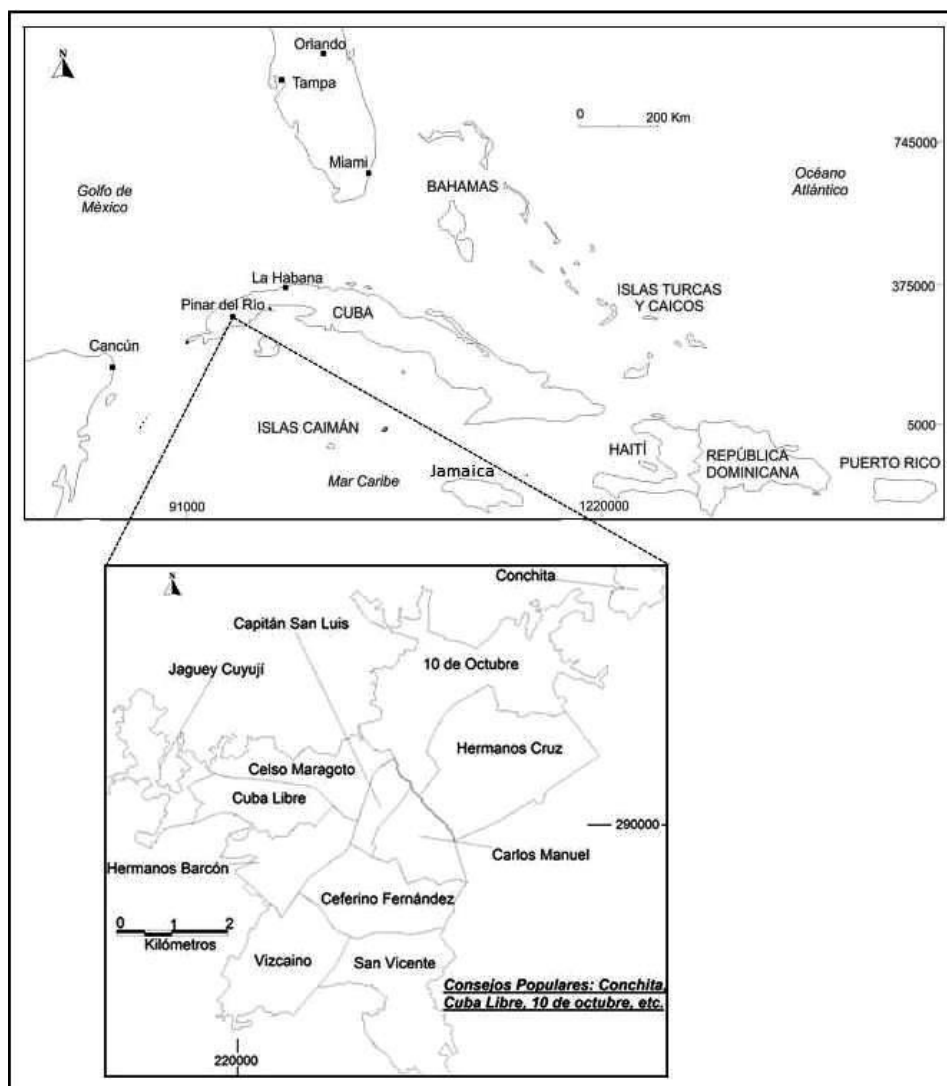 N
Orlando
Tampa
0 200 Km
745000
Miami
BAHAMAS
Océano
Atlántico
Golfo de
Mèxico
La Habana
375000
Pinar del Río
CUBA
ISLAS TURCAS
Y CAICOS
Cancún
ISLAS CAIMÁN
5000
HAITÍ
REPÚBLICA
DOMINICANA
PUERTO RICO
Jamaica
Mar Caribe
91000
1220000
N
Conchita
Capitán San Luis
10 de Octubre
Jaguey Cuyují
Hermanos Cruz
Celso Maragoto
Cuba Libre
290000
Carlos Manuel
Hermanos Barcón
Ceferino Fernández
0 1 2
Kilómetros
Vizcaino
San Vicente
Consejos Populares: Conchita,
Cuba Libre, 10 de octubre, etc.
220000